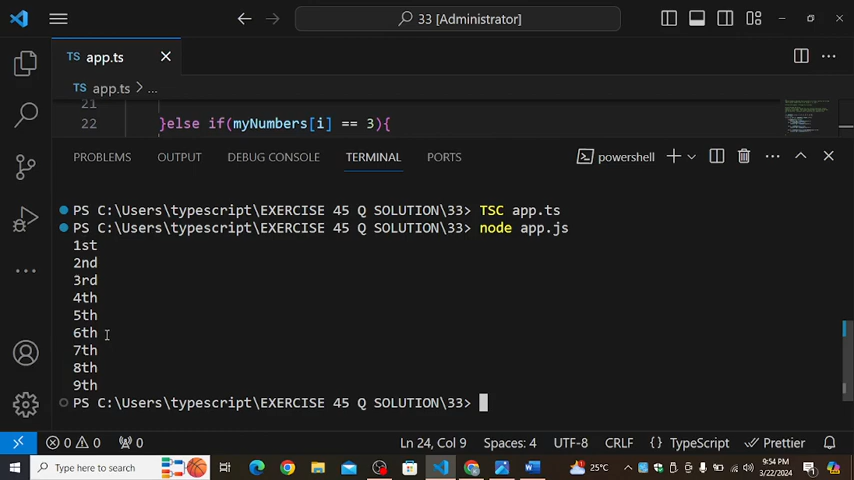 33 [Administrator]
TS app.ts
TS app.ts > ...
21
22 }else if(myNumbers[i] == 3){
PROBLEMS OUTPUT DEBUG CONSOLE TERMINAL PORTS powershell
PS C:\Users\typescript\EXERCISE 45 Q SOLUTION\33> TSC app.ts
PS C:\Users\typescript\EXERCISE 45 Q SOLUTION\33> node app.js
1st
2nd
3rd
4th
5th
6th
7th
8th
9th
PS C:\Users\typescript\EXERCISE 45 Q SOLUTION\33>
0 0 0 Ln 24, Col 9 Spaces: 4 UTF-8 CRLF {} TypeScript Prettier
Type here to search 25°C 9:54 PM
3/22/2024